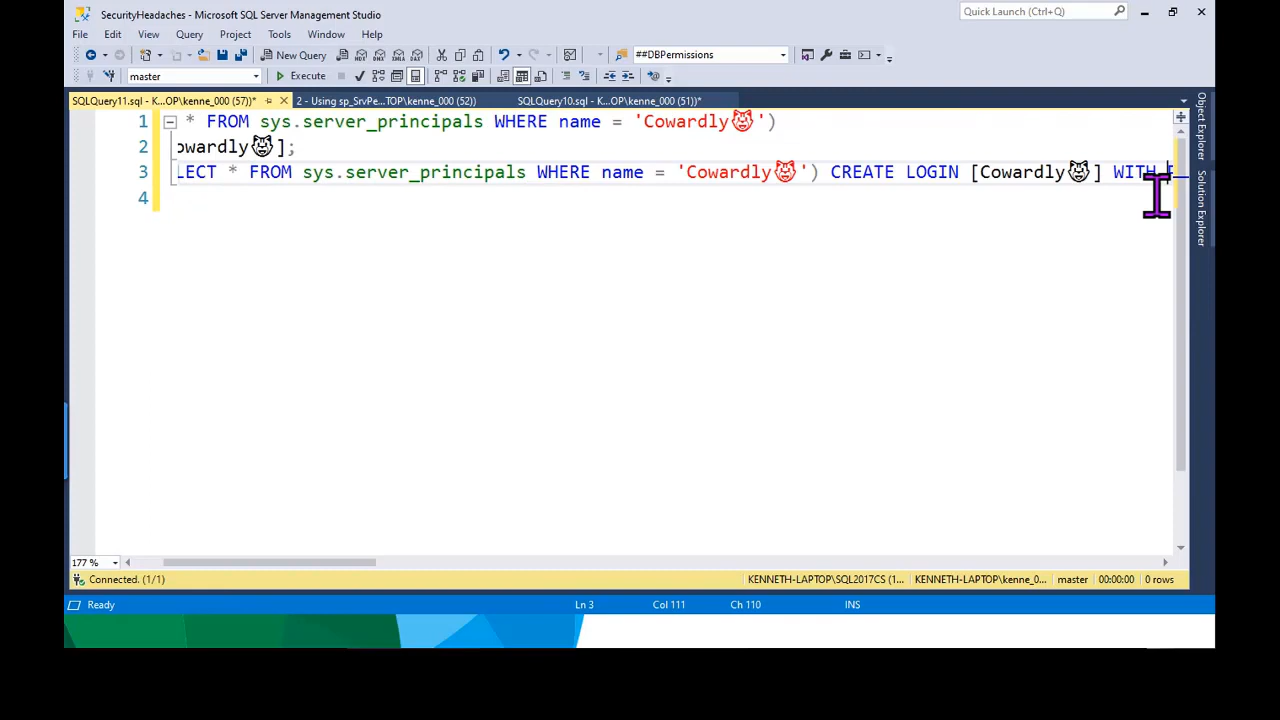 SecurityHeadaches - Microsoft SQL Server Management Studio
Quick Launch (Ctrl+Q)
File Edit View Query Project Tools Window Help
New Query
##DBPermissions
master
Execute
SQLQuery11.sql - K...OP\kenne_000 (57))* 2 - Using sp_SrvPe...TOP\kenne_000 (52)) SQLQuery10.sql - K...OP\kenne_000 (51))*
1 * FROM sys.server_principals WHERE name = 'Cowardly😼')
2 owardly😼];
3 LECT * FROM sys.server_principals WHERE name = 'Cowardly😼') CREATE LOGIN [Cowardly😼] WITH
4
Object Explorer
Solution Explorer
177 %
Connected. (1/1) KENNETH-LAPTOP\SQL2017CS (1... KENNETH-LAPTOP\kenne_0... master 00:00:00 0 rows
Ready Ln 3 Col 111 Ch 110 INS